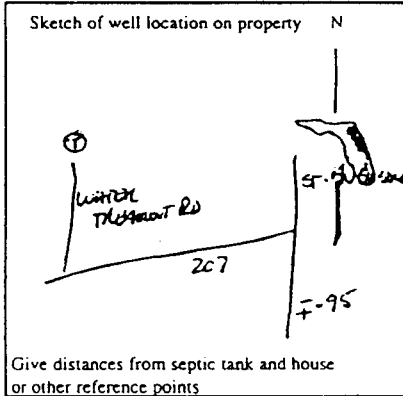 Sketch of well location on property
N
T
WATER
TREATMENT RD
ST.
207
I-95
Give distances from septic tank and house
or other reference points